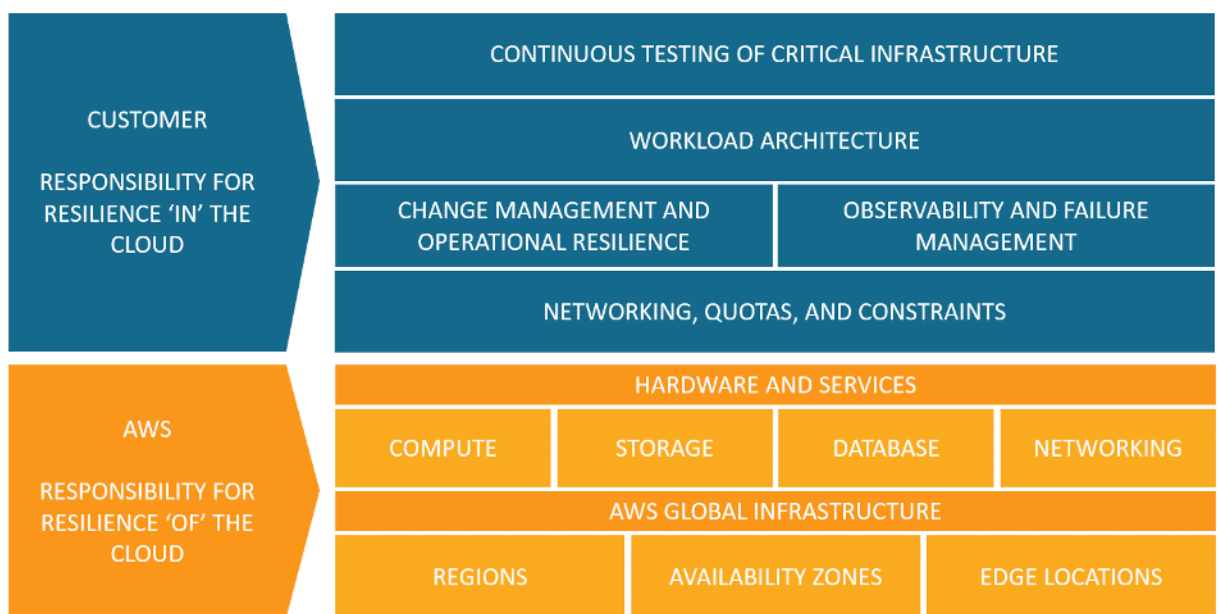 CUSTOMER
RESPONSIBILITY FOR
RESILIENCE ‘IN’ THE
CLOUD
CONTINUOUS TESTING OF CRITICAL INFRASTRUCTURE
WORKLOAD ARCHITECTURE
CHANGE MANAGEMENT AND
OPERATIONAL RESILIENCE
OBSERVABILITY AND FAILURE
MANAGEMENT
NETWORKING, QUOTAS, AND CONSTRAINTS
AWS
RESPONSIBILITY FOR
RESILIENCE ‘OF’ THE
CLOUD
HARDWARE AND SERVICES
COMPUTE
STORAGE
DATABASE
NETWORKING
AWS GLOBAL INFRASTRUCTURE
REGIONS
AVAILABILITY ZONES
EDGE LOCATIONS